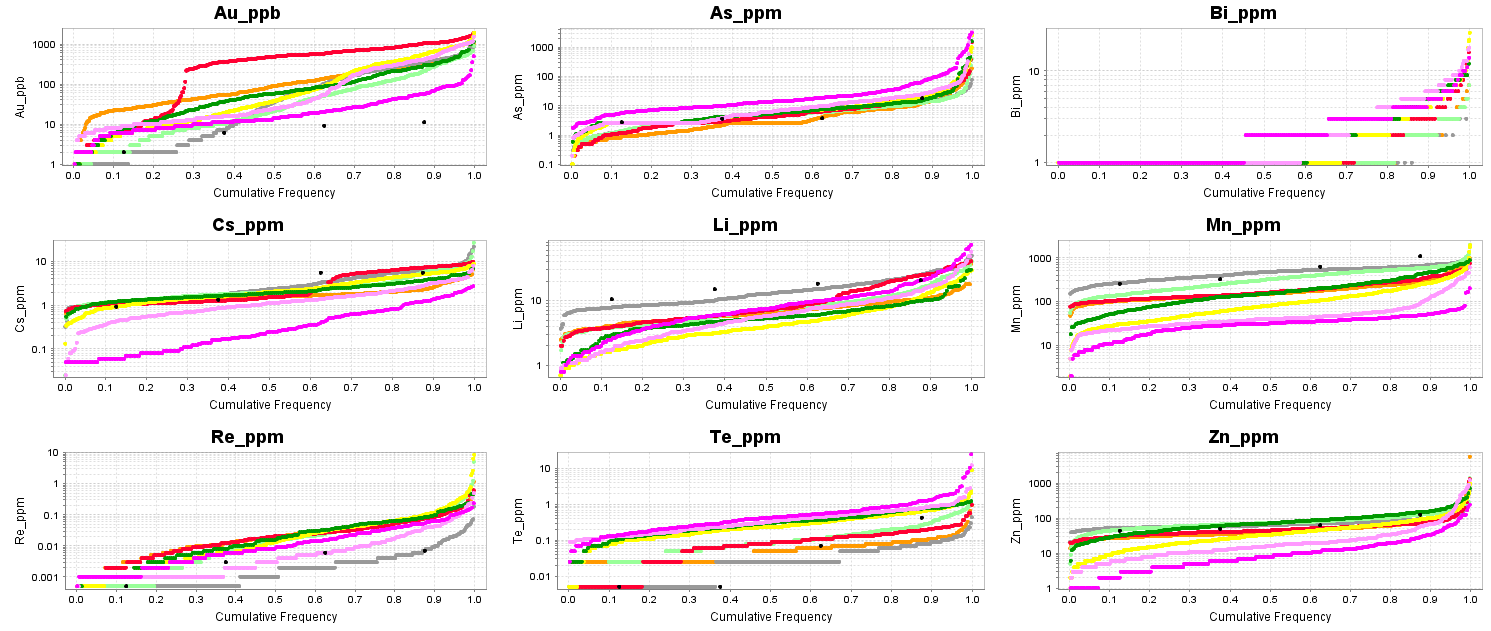 Au_ppb
Au_ppb
1000
100
10
1
0.0 0.1 0.2 0.3 0.4 0.5 0.6 0.7 0.8 0.9 1.0
Cumulative Frequency
As_ppm
As_ppm
1000
100
10
1
0.1
0.0 0.1 0.2 0.3 0.4 0.5 0.6 0.7 0.8 0.9 1.0
Cumulative Frequency
Bi_ppm
Bi_ppm
10
1
0.0 0.1 0.2 0.3 0.4 0.5 0.6 0.7 0.8 0.9 1.0
Cumulative Frequency
Cs_ppm
Cs_ppm
10
1
0.1
0.0 0.1 0.2 0.3 0.4 0.5 0.6 0.7 0.8 0.9 1.0
Cumulative Frequency
Li_ppm
Li_ppm
10
1
0.0 0.1 0.2 0.3 0.4 0.5 0.6 0.7 0.8 0.9 1.0
Cumulative Frequency
Mn_ppm
Mn_ppm
1000
100
10
0.0 0.1 0.2 0.3 0.4 0.5 0.6 0.7 0.8 0.9 1.0
Cumulative Frequency
Re_ppm
Re_ppm
10
1
0.1
0.01
0.001
0.0 0.1 0.2 0.3 0.4 0.5 0.6 0.7 0.8 0.9 1.0
Cumulative Frequency
Te_ppm
Te_ppm
10
1
0.1
0.01
0.0 0.1 0.2 0.3 0.4 0.5 0.6 0.7 0.8 0.9 1.0
Cumulative Frequency
Zn_ppm
Zn_ppm
1000
100
10
1
0.0 0.1 0.2 0.3 0.4 0.5 0.6 0.7 0.8 0.9 1.0
Cumulative Frequency